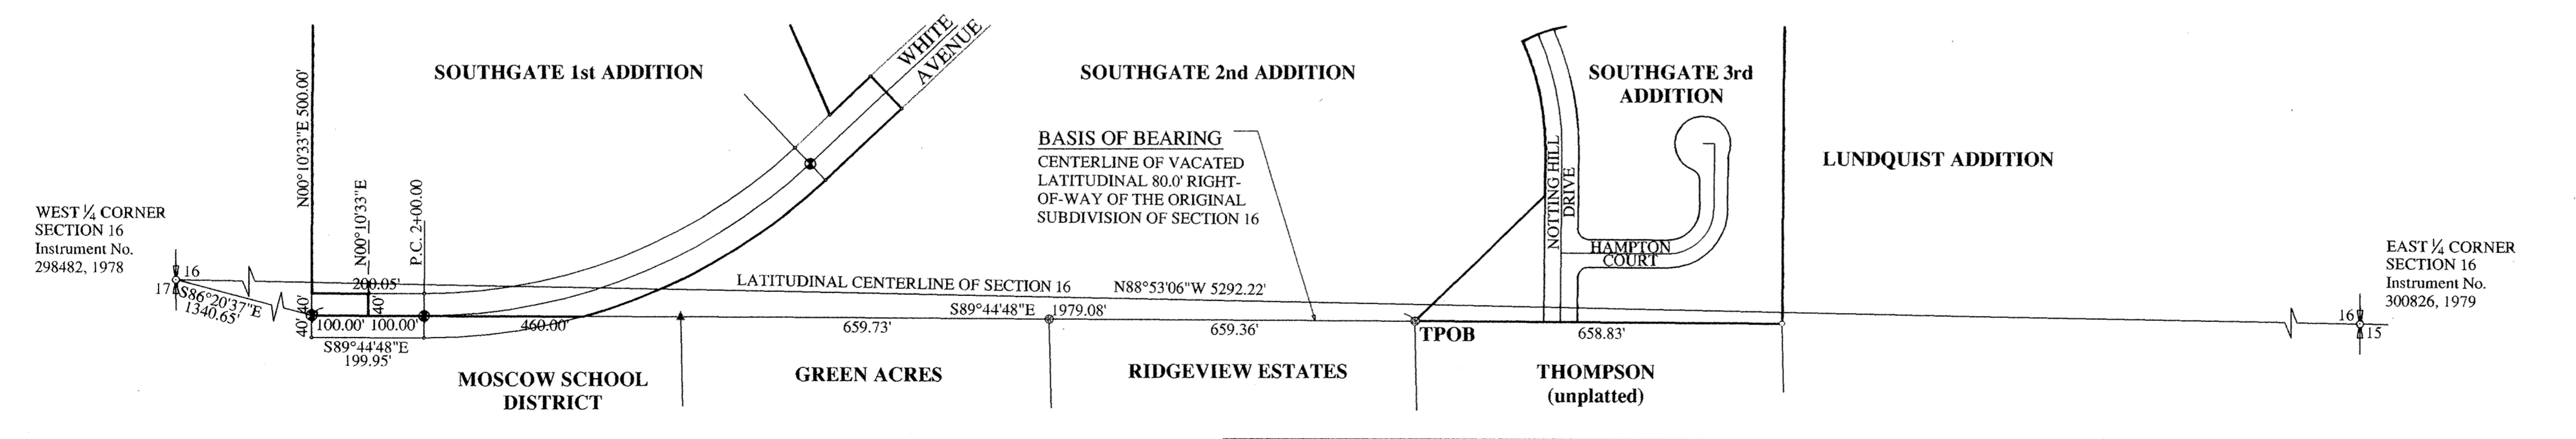 WHITE
AVENUE
SOUTHGATE 1st ADDITION
SOUTHGATE 2nd ADDITION
SOUTHGATE 3rd
ADDITION
N00°10'33"E 500.00'
BASIS OF BEARING
CENTERLINE OF VACATED
LATITUDINAL 80.0' RIGHT-
OF-WAY OF THE ORIGINAL
SUBDIVISION OF SECTION 16
NOTTING HILL
DRIVE
LUNDQUIST ADDITION
N00°10'33"E
P.C. 2+00.00
WEST 1/4 CORNER
SECTION 16
Instrument No.
298482, 1978
HAMPTON
COURT
EAST 1/4 CORNER
SECTION 16
Instrument No.
300826, 1979
16
17
S86°20'37"E
1340.65'
200.05'
40'
40'
40'
LATITUDINAL CENTERLINE OF SECTION 16 N88°53'06"W 5292.22'
S89°44'48"E 1979.08'
100.00' 100.00'
460.00'
659.73'
659.36'
TPOB
658.83'
16
15
S89°44'48"E
199.95'
MOSCOW SCHOOL
DISTRICT
GREEN ACRES
RIDGEVIEW ESTATES
THOMPSON
(unplatted)